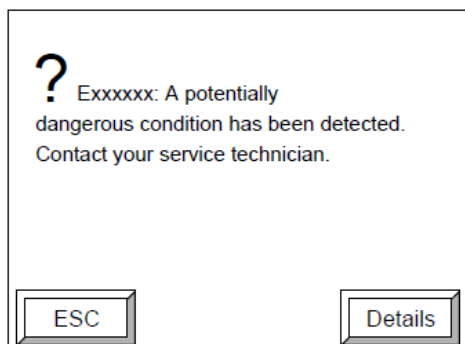 ? Exxxxxx: A potentially
dangerous condition has been detected.
Contact your service technician.
ESC
Details